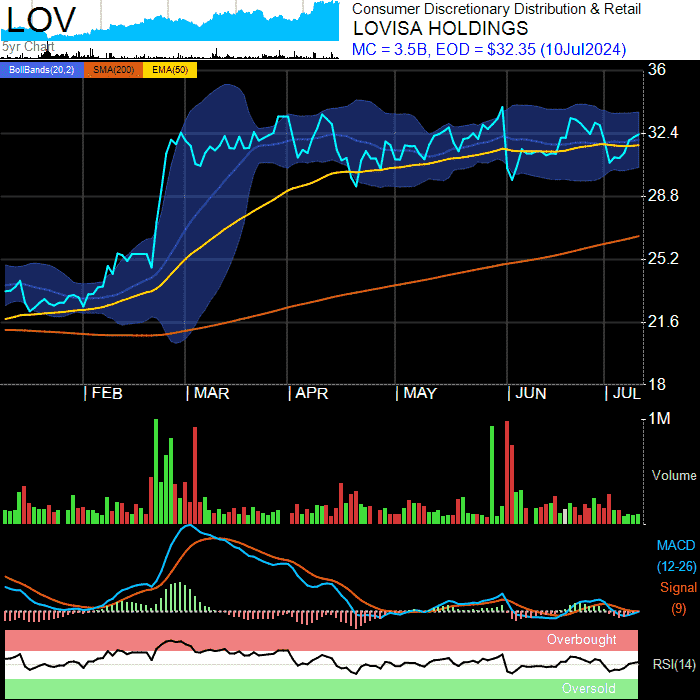 LOV
5yr Chart
Consumer Discretionary Distribution & Retail
LOVISA HOLDINGS
MC = 3.5B, EOD = $32.35 (10Jul2024)
BollBands(20,2) SMA(200) EMA(50)
36
32.4
28.8
25.2
21.6
18
FEB MAR APR MAY JUN JUL
1M
Volume
MACD
(12-26)
Signal
(9)
Overbought
RSI(14)
Oversold